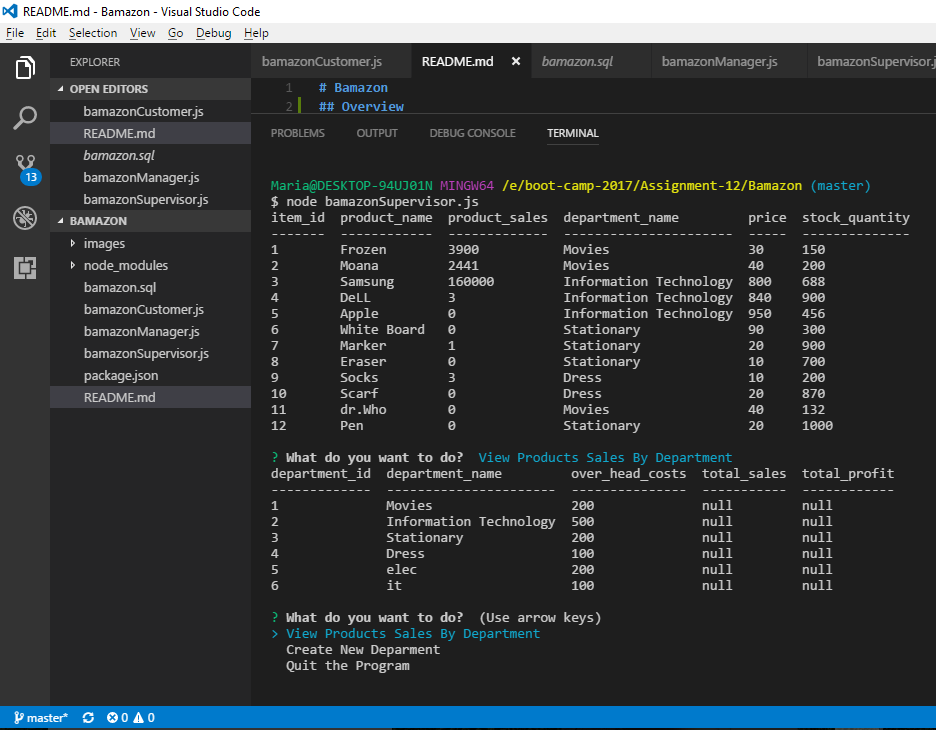 README.md - Bamazon - Visual Studio Code
File Edit Selection View Go Debug Help
EXPLORER
OPEN EDITORS
bamazonCustomer.js
README.md
bamazon.sql
bamazonManager.js
bamazonSupervisor.js
13
BAMAZON
images
node_modules
bamazon.sql
bamazonCustomer.js
bamazonManager.js
bamazonSupervisor.js
package.json
README.md
bamazonCustomer.js README.md × bamazon.sql bamazonManager.js bamazonSupervisor.j
1 # Bamazon
2 ## Overview
PROBLEMS OUTPUT DEBUG CONSOLE TERMINAL
Maria@DESKTOP-94UJ01N MINGW64 /e/boot-camp-2017/Assignment-12/Bamazon (master)
$ node bamazonSupervisor.js
item_id product_name product_sales department_name price stock_quantity
------- ------------ ------------- ---------------------- ----- --------------
1 Frozen 3900 Movies 30 150
2 Moana 2441 Movies 40 200
3 Samsung 160000 Information Technology 800 688
4 DeLL 3 Information Technology 840 900
5 Apple 0 Information Technology 950 456
6 White Board 0 Stationary 90 300
7 Marker 1 Stationary 20 900
8 Eraser 0 Stationary 10 700
9 Socks 3 Dress 10 200
10 Scarf 0 Dress 20 870
11 dr.Who 0 Movies 40 132
12 Pen 0 Stationary 20 1000
? What do you want to do? View Products Sales By Department
department_id department_name over_head_costs total_sales total_profit
------------- ---------------------- --------------- ----------- ------------
1 Movies 200 null null
2 Information Technology 500 null null
3 Stationary 200 null null
4 Dress 100 null null
5 elec 200 null null
6 it 100 null null
? What do you want to do? (Use arrow keys)
> View Products Sales By Department
Create New Deparment
Quit the Program
master* 0 0